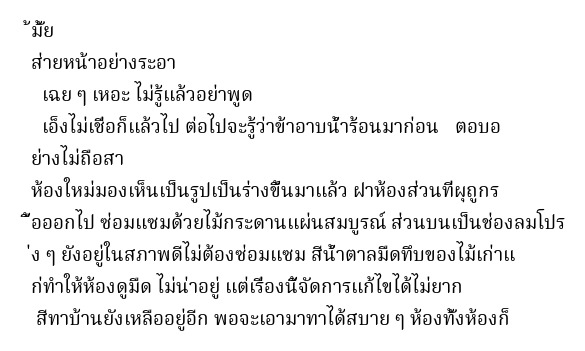 ้มัย
ส่ายหน้าอย่างระอา
เฉย ๆ เหอะ ไม่รู้แล้วอย่าพูด
เอ็งไม่เชื่อก็แล้วไป ต่อไปจะรู้ว่าข้าอาบน้ำร้อนมาก่อน ตอบอ
ย่างไม่ถือสา
ห้องใหม่มองเห็นเป็นรูปเป็นร่างขึ้นมาแล้ว ฝาห้องส่วนที่ผุถูกร
ื้อออกไป ซ่อมแซมด้วยไม้กระดานแผ่นสมบูรณ์ ส่วนบนเป็นช่องลมโปร
่ง ๆ ยังอยู่ในสภาพดีไม่ต้องซ่อมแซม สีน้ำตาลมืดทึบของไม้เก่าแ
ก่ทำให้ห้องดูมืด ไม่น่าอยู่ แต่เรื่องนี้จัดการแก้ไขได้ไม่ยาก
สีทาบ้านยังเหลืออยู่อีก พอจะเอามาทาได้สบาย ๆ ห้องทั้งห้องก็